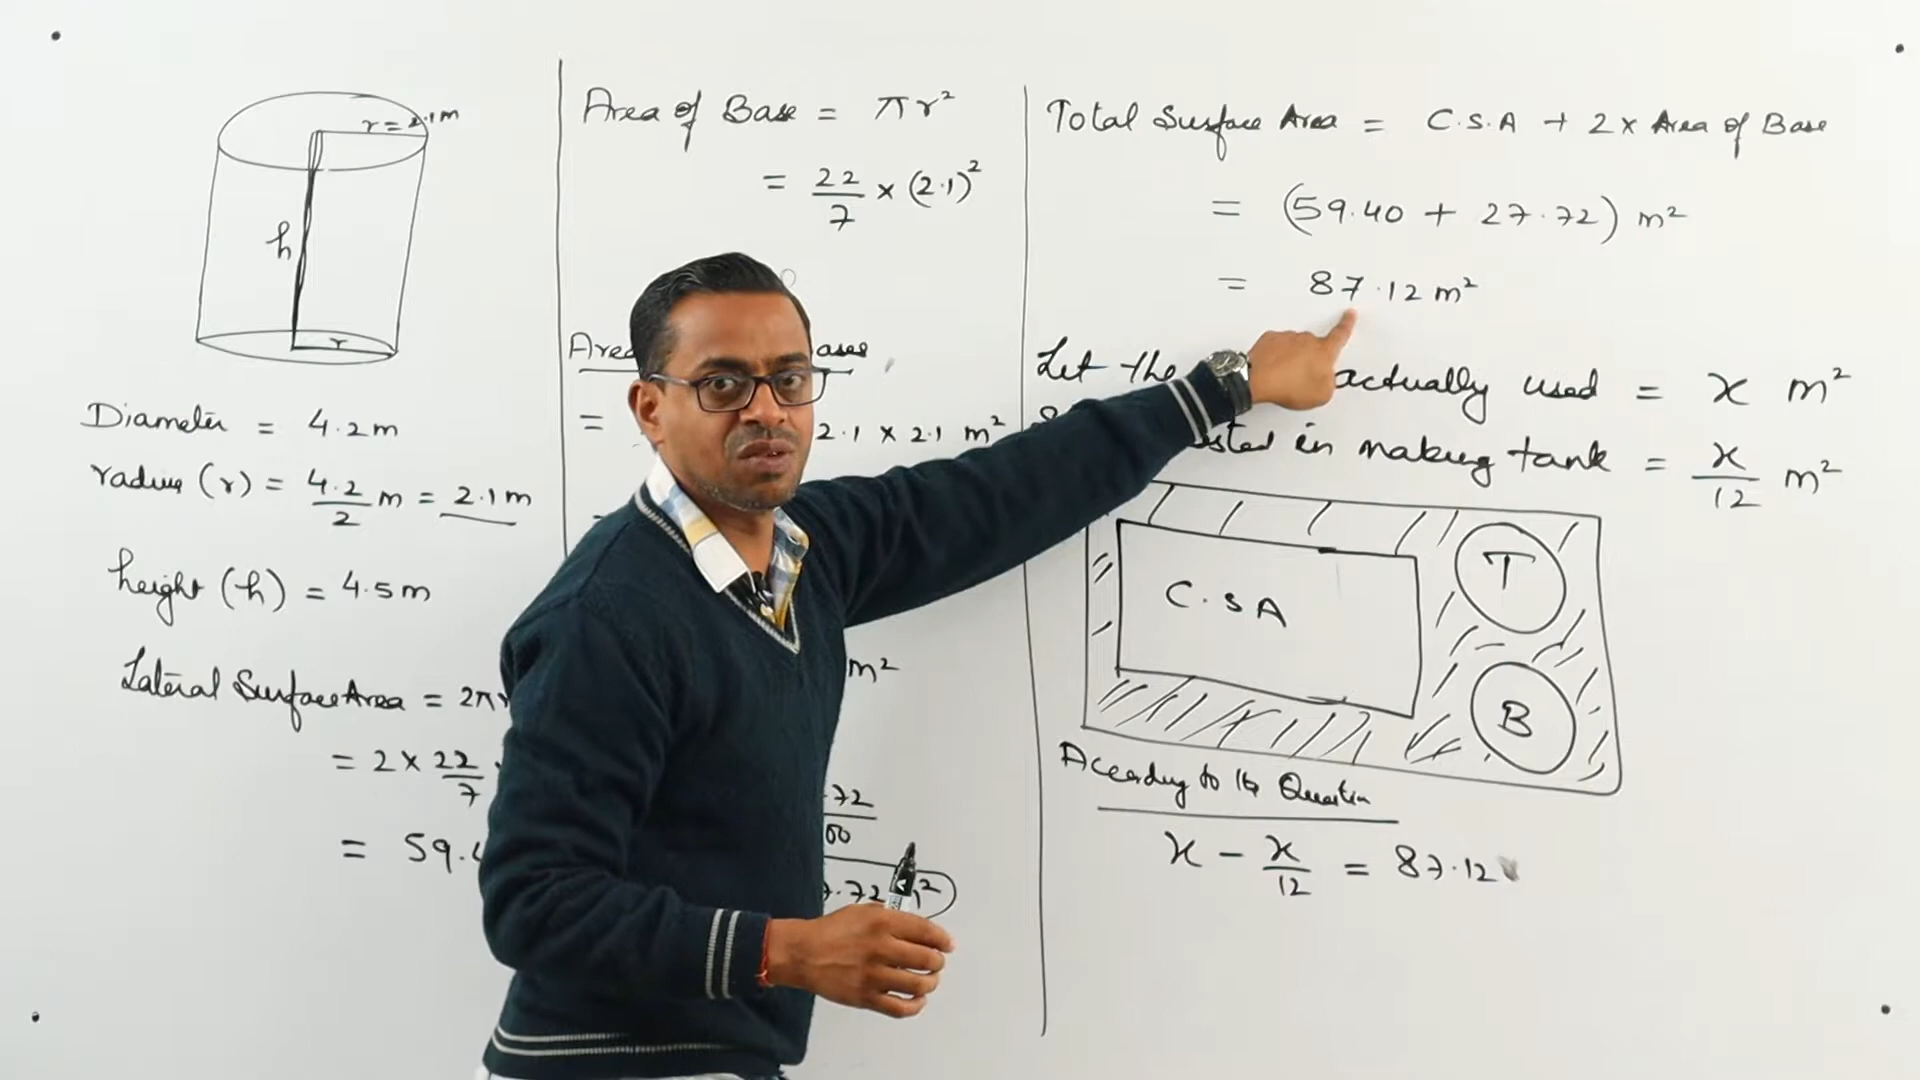 r = 2.1m
h
r
Diameter = 4.2m
radius (r) = 4.2/2 m = 2.1m
height (h) = 4.5m
Lateral Surface Area = 2π
= 2 × 22/7
= 59.
Area of Base = πr²
= 22/7 × (2.1)²
Area ases
= 2.1 × 2.1 m²
=
m²
.72
00
.72 ²
Total Surface Area = C.S.A + 2 × Area of Base
= (59.40 + 27.72) m²
= 87.12 m²
Let the actually used = x m²
in making tank = x/12 m²
C.S.A
T
B
According to Question
x - x/12 = 87.12